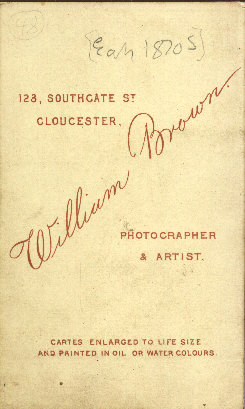 [Early 1870S]
128, SOUTHGATE ST
GLOUCESTER.
William Brown.
PHOTOGRAPHER
& ARTIST.
CARTES ENLARGED TO LIFE SIZE
AND PAINTED IN OIL OR WATER COLOURS.